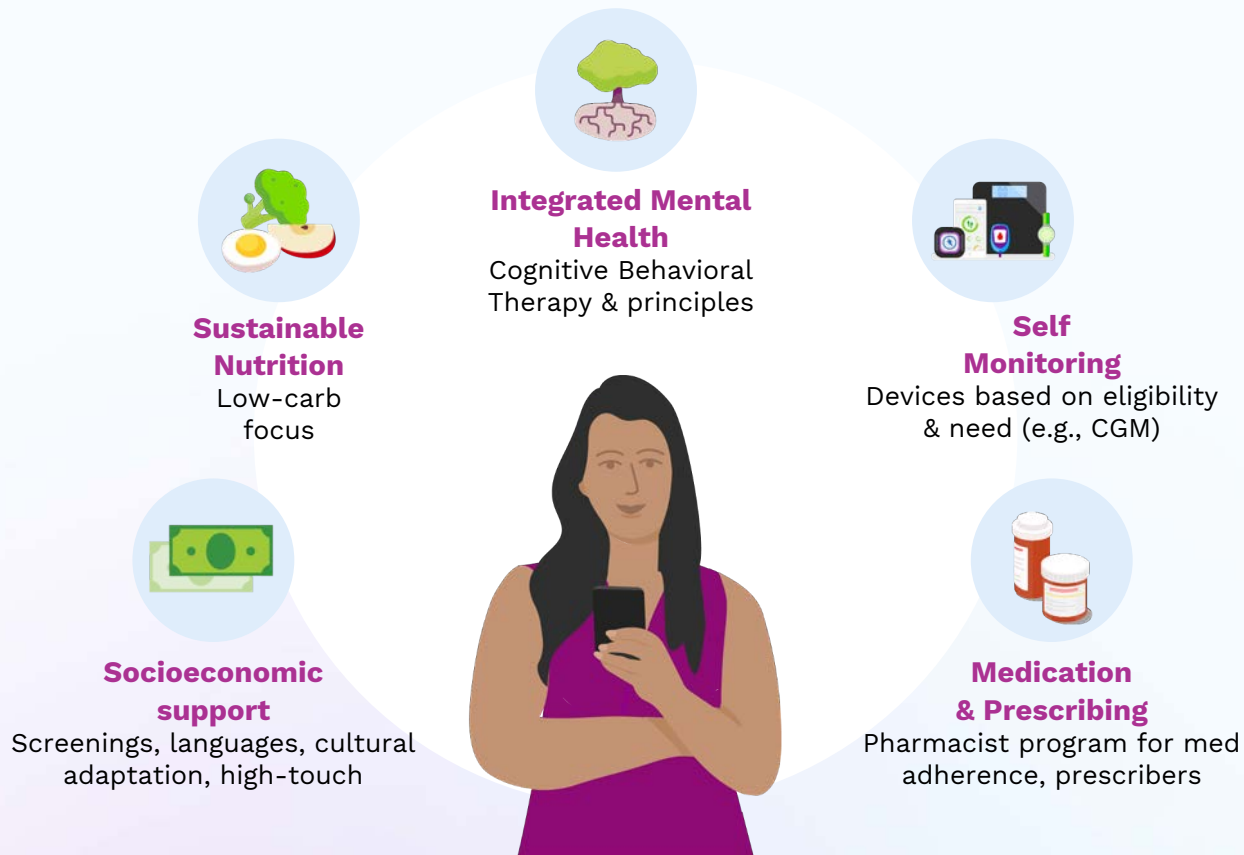 Integrated Mental
Health
Cognitive Behavioral
Therapy & principles
Sustainable
Nutrition
Low-carb
focus
Self
Monitoring
Devices based on eligibility
& need (e.g., CGM)
Socioeconomic
support
Screenings, languages, cultural
adaptation, high-touch
Medication
& Prescribing
Pharmacist program for med
adherence, prescribers